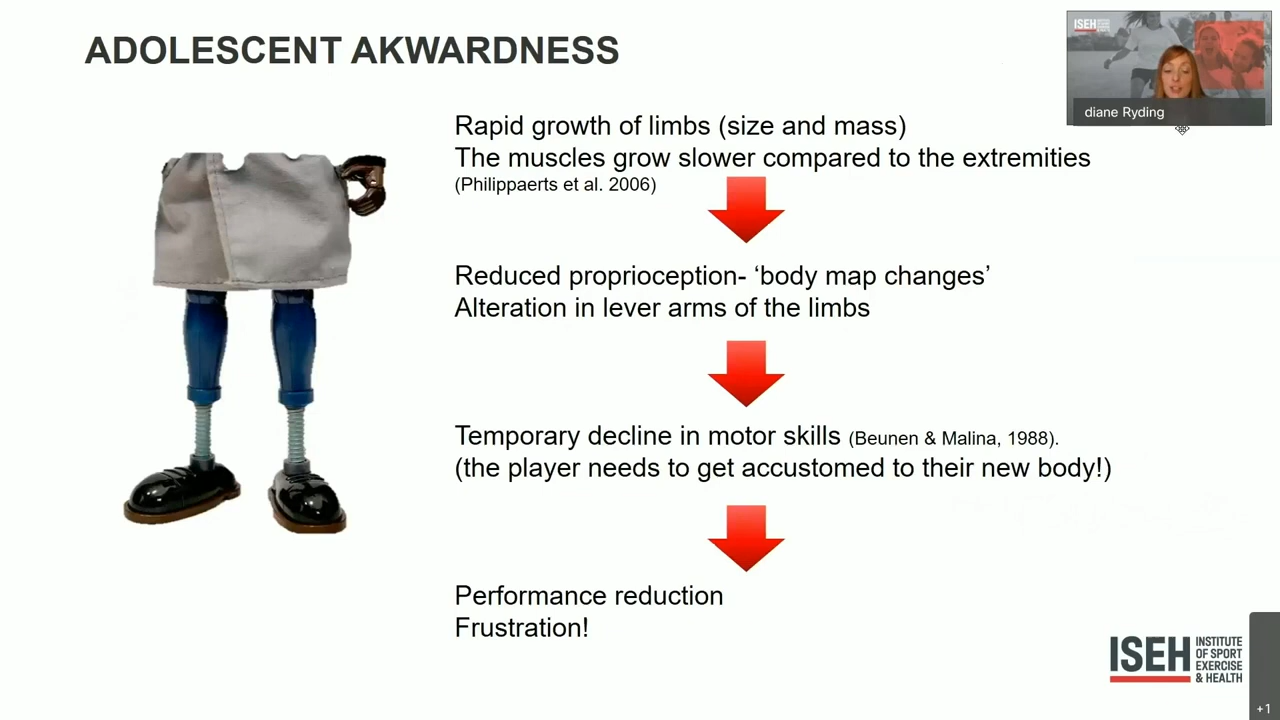 ADOLESCENT AKWARDNESS
ISEH
diane Ryding
Rapid growth of limbs (size and mass)
The muscles grow slower compared to the extremities
(Philippaerts et al. 2006)
Reduced proprioception- ‘body map changes’
Alteration in lever arms of the limbs
Temporary decline in motor skills (Beunen & Malina, 1988).
(the player needs to get accustomed to their new body!)
Performance reduction
Frustration!
ISEH
INSTITUTE
OF SPORT
EXERCISE
& HEALTH
+1